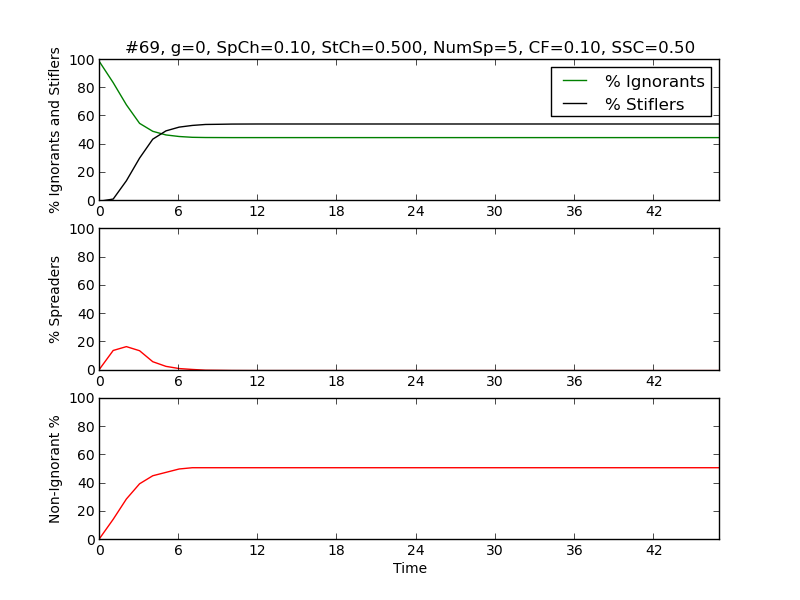 #69, g=0, SpCh=0.10, StCh=0.500, NumSp=5, CF=0.10, SSC=0.50
% Ignorants and Stiflers
100
80
60
40
20
0
% Ignorants
% Stiflers
0 6 12 18 24 30 36 42
% Spreaders
100
80
60
40
20
0
0 6 12 18 24 30 36 42
Non-Ignorant %
100
80
60
40
20
0
0 6 12 18 24 30 36 42
Time